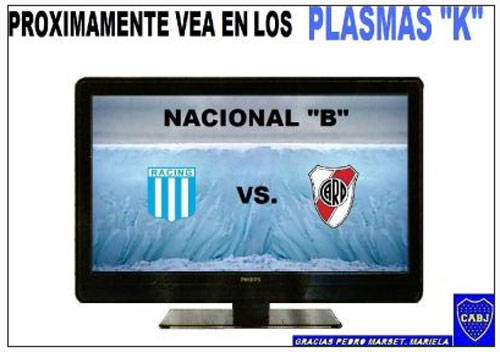 PROXIMAMENTE VEA EN LOS PLASMAS "K"
NACIONAL "B"
RACING
VS.
CARP
PHILIPS
CABJ
GRACIAS PEDRO MARSET. MARIELA